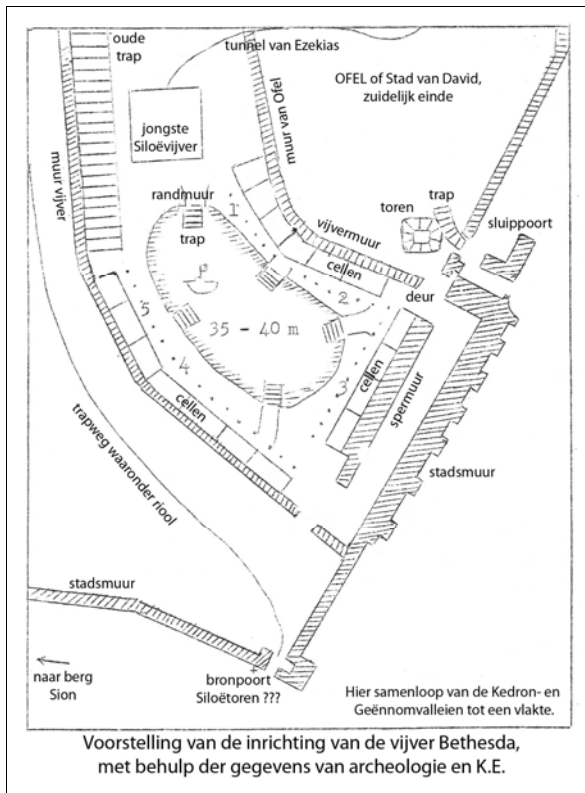 oude
trap
tunnel van Ezekias
OFEL of Stad van David,
zuidelijk einde
jongste
Siloëvijver
muur van Ofel
muur vijver
randmuur
trap
1
vijvermuur
toren
trap
sluippoort
cellen
2
deur
5
35 - 40 m
4
3
cellen
spermuur
cellen
stadsmuur
trapweg waaronder riool
stadsmuur
naar berg
Sion
bronpoort
Siloëtoren ???
Hier samenloop van de Kedron- en
Geënnomvalleien tot een vlakte.
Voorstelling van de inrichting van de vijver Bethesda,
met behulp der gegevens van archeologie en K.E.